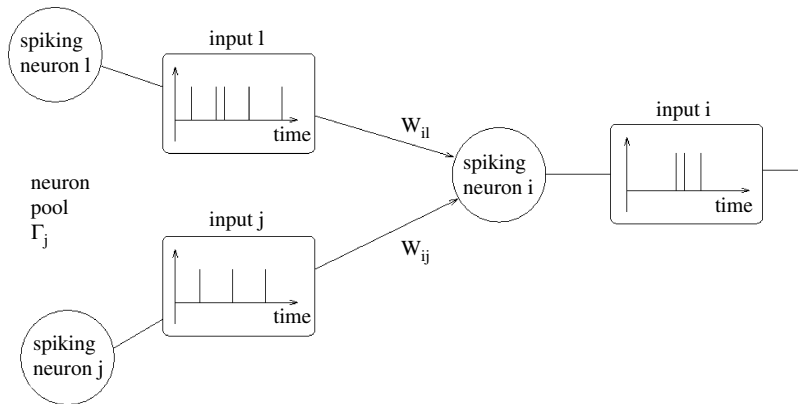 spiking
neuron l
input l
time
W_il
neuron
pool
Γ_j
input j
time
W_ij
spiking
neuron j
spiking
neuron i
input i
time